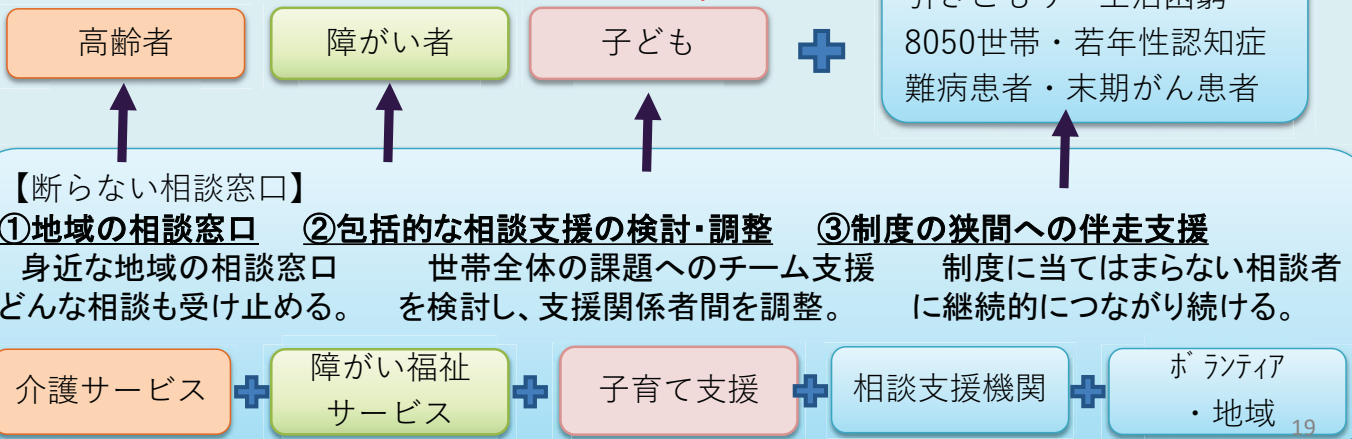 引きこもり・生活困窮
高齢者
障がい者
子ども
8050世帯・若年性認知症
難病患者・末期がん患者
【断らない相談窓口】
①地域の相談窓口 ②包括的な相談支援の検討・調整 ③制度の狭間への伴走支援
身近な地域の相談窓口 世帯全体の課題へのチーム支援 制度に当てはまらない相談者
どんな相談も受け止める。 を検討し、支援関係者間を調整。 に継続的につながり続ける。
介護サービス
障がい福祉
サービス
子育て支援
相談支援機関
ボランティア
・地域
19